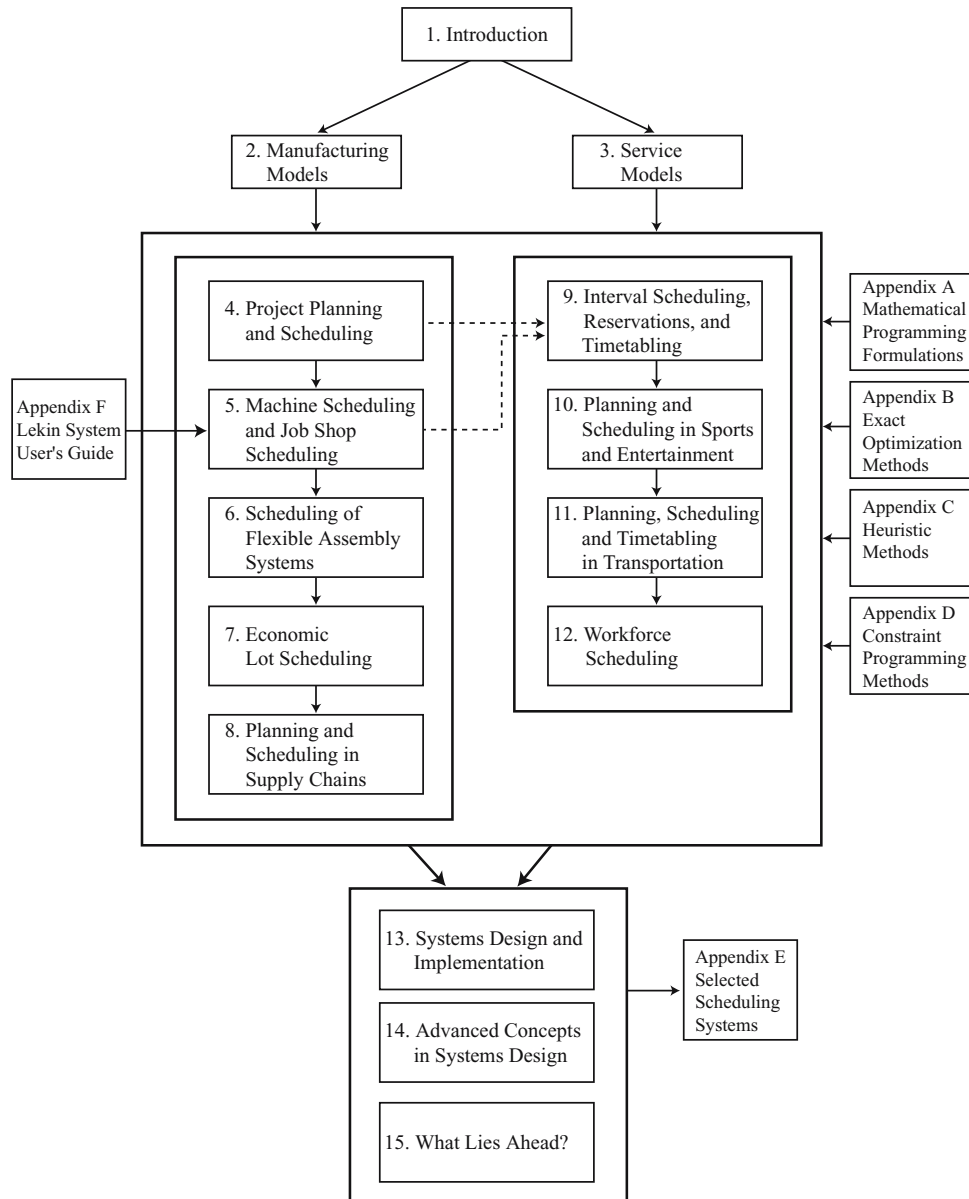 1. Introduction
2. Manufacturing
Models
3. Service
Models
4. Project Planning
and Scheduling
5. Machine Scheduling
and Job Shop
Scheduling
6. Scheduling of
Flexible Assembly
Systems
7. Economic
Lot Scheduling
8. Planning and
Scheduling in
Supply Chains
9. Interval Scheduling,
Reservations, and
Timetabling
10. Planning and
Scheduling in Sports
and Entertainment
11. Planning, Scheduling
and Timetabling
in Transportation
12. Workforce
Scheduling
Appendix F
Lekin System
User's Guide
Appendix A
Mathematical
Programming
Formulations
Appendix B
Exact
Optimization
Methods
Appendix C
Heuristic
Methods
Appendix D
Constraint
Programming
Methods
13. Systems Design and
Implementation
14. Advanced Concepts
in Systems Design
15. What Lies Ahead?
Appendix E
Selected
Scheduling
Systems